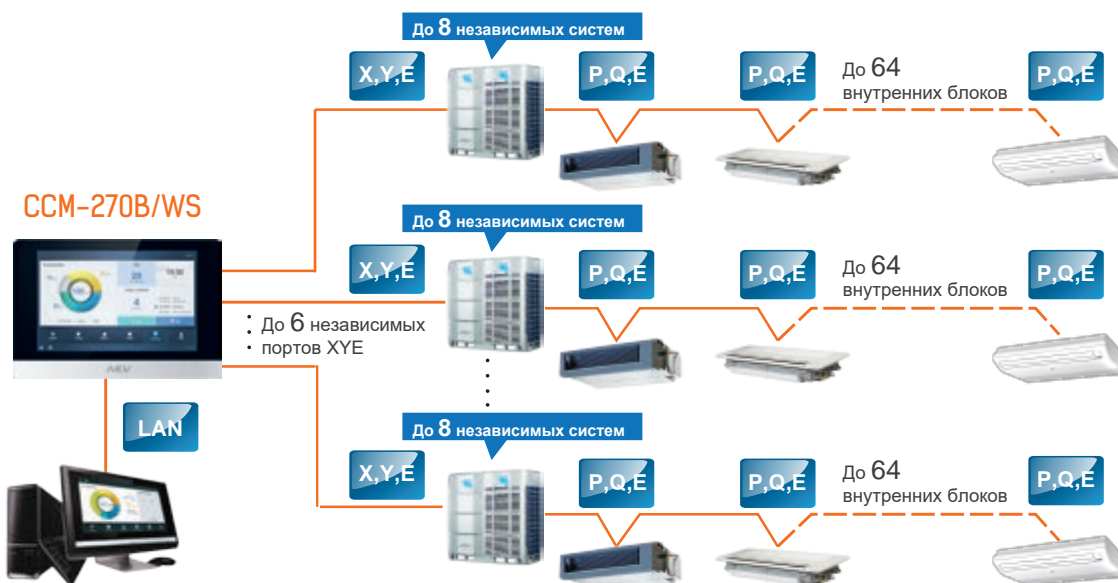 До 8 независимых систем
X,Y,E
P,Q,E
P,Q,E
До 64
внутренних блоков
P,Q,E
CCM-270B/WS
До 8 независимых систем
X,Y,E
P,Q,E
P,Q,E
До 64
внутренних блоков
P,Q,E
До 6 независимых
портов XYE
MDV
LAN
До 8 независимых систем
X,Y,E
P,Q,E
P,Q,E
До 64
внутренних блоков
P,Q,E